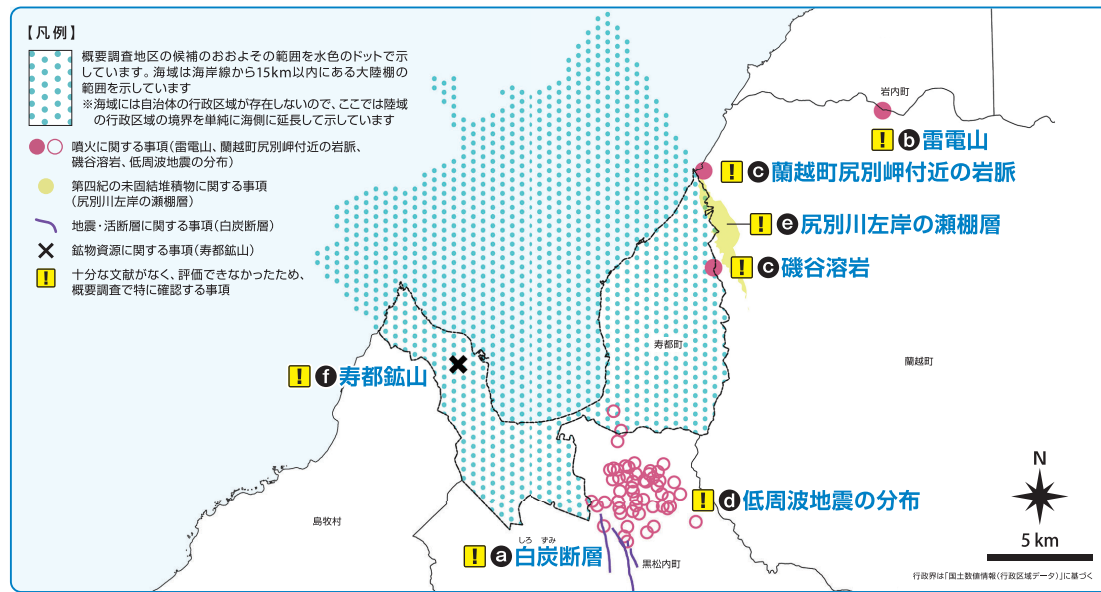 【凡例】
概要調査地区の候補のおおよその範囲を水色のドットで示
しています。海域は海岸線から15km以内にある大陸棚の
範囲を示しています
※海域には自治体の行政区域が存在しないので、ここでは陸域
の行政区域の境界を単純に海側に延長して示しています
噴火に関する事項(雷電山、蘭越町尻別岬付近の岩脈、
磯谷溶岩、低周波地震の分布)
第四紀の未固結堆積物に関する事項
(尻別川左岸の瀬棚層)
地震・活断層に関する事項(白炭断層)
鉱物資源に関する事項(寿都鉱山)
! 十分な文献がなく、評価できなかったため、
概要調査で特に確認する事項
岩内町
! b 雷電山
! c 蘭越町尻別岬付近の岩脈
! e 尻別川左岸の瀬棚層
! c 磯谷溶岩
寿都町
蘭越町
! f 寿都鉱山
! d 低周波地震の分布
島牧村
しろ ずみ
! a 白炭断層
黒松内町
N
5 km
行政界は「国土数値情報(行政区域データ)」に基づく